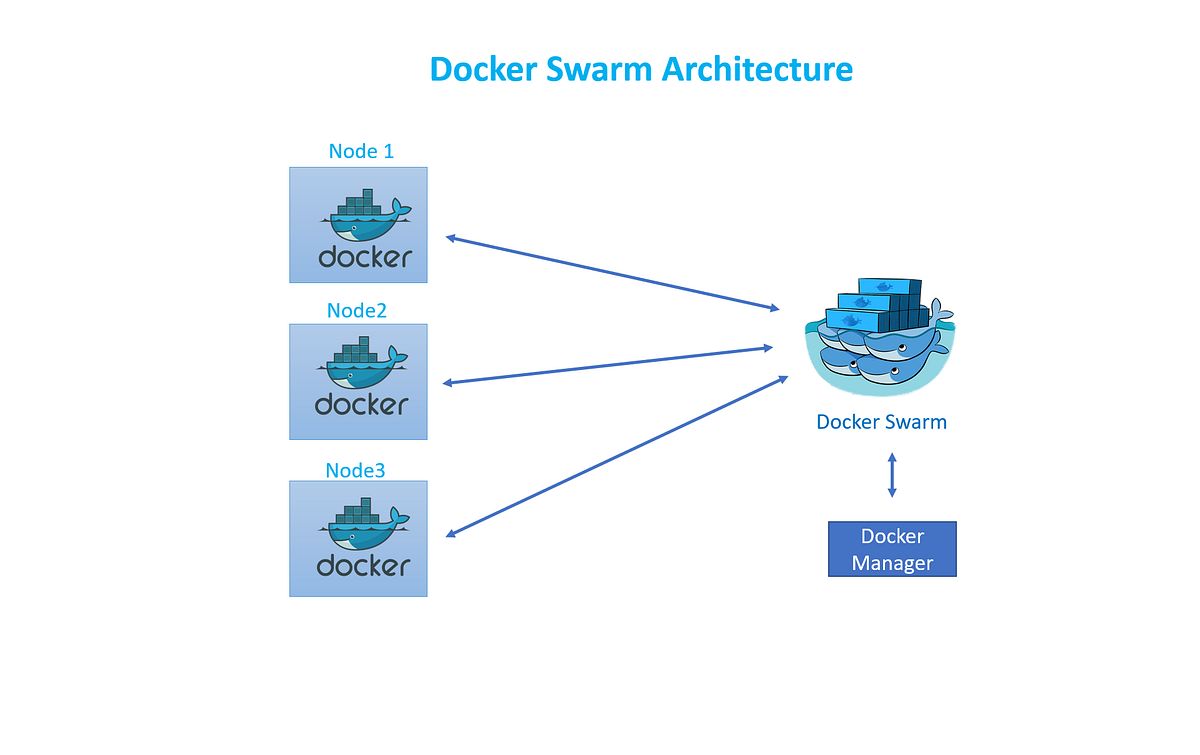 Docker Swarm Architecture
Node 1
docker
Node2
docker
Node3
docker
Docker Swarm
Docker
Manager